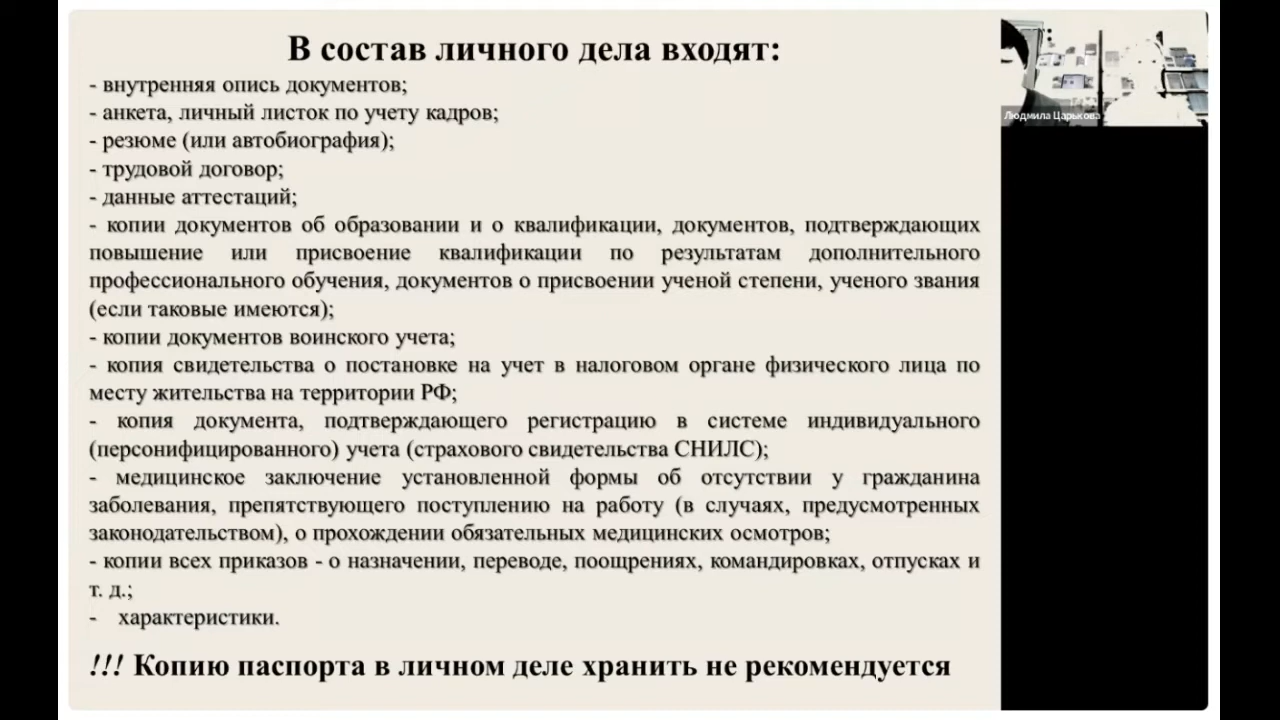 В состав личного дела входят:
- внутренняя опись документов;
- анкета, личный листок по учету кадров;
- резюме (или автобиография);
- трудовой договор;
- данные аттестаций;
- копии документов об образовании и о квалификации, документов, подтверждающих
повышение или присвоение квалификации по результатам дополнительного
профессионального обучения, документов о присвоении ученой степени, ученого звания
(если таковые имеются);
- копии документов воинского учета;
- копия свидетельства о постановке на учет в налоговом органе физического лица по
месту жительства на территории РФ;
- копия документа, подтверждающего регистрацию в системе индивидуального
(персонифицированного) учета (страхового свидетельства СНИЛС);
- медицинское заключение установленной формы об отсутствии у гражданина
заболевания, препятствующего поступлению на работу (в случаях, предусмотренных
законодательством), о прохождении обязательных медицинских осмотров;
- копии всех приказов - о назначении, переводе, поощрениях, командировках, отпусках и
т. д.;
- характеристики.
!!! Копию паспорта в личном деле хранить не рекомендуется
Людмила Царькова